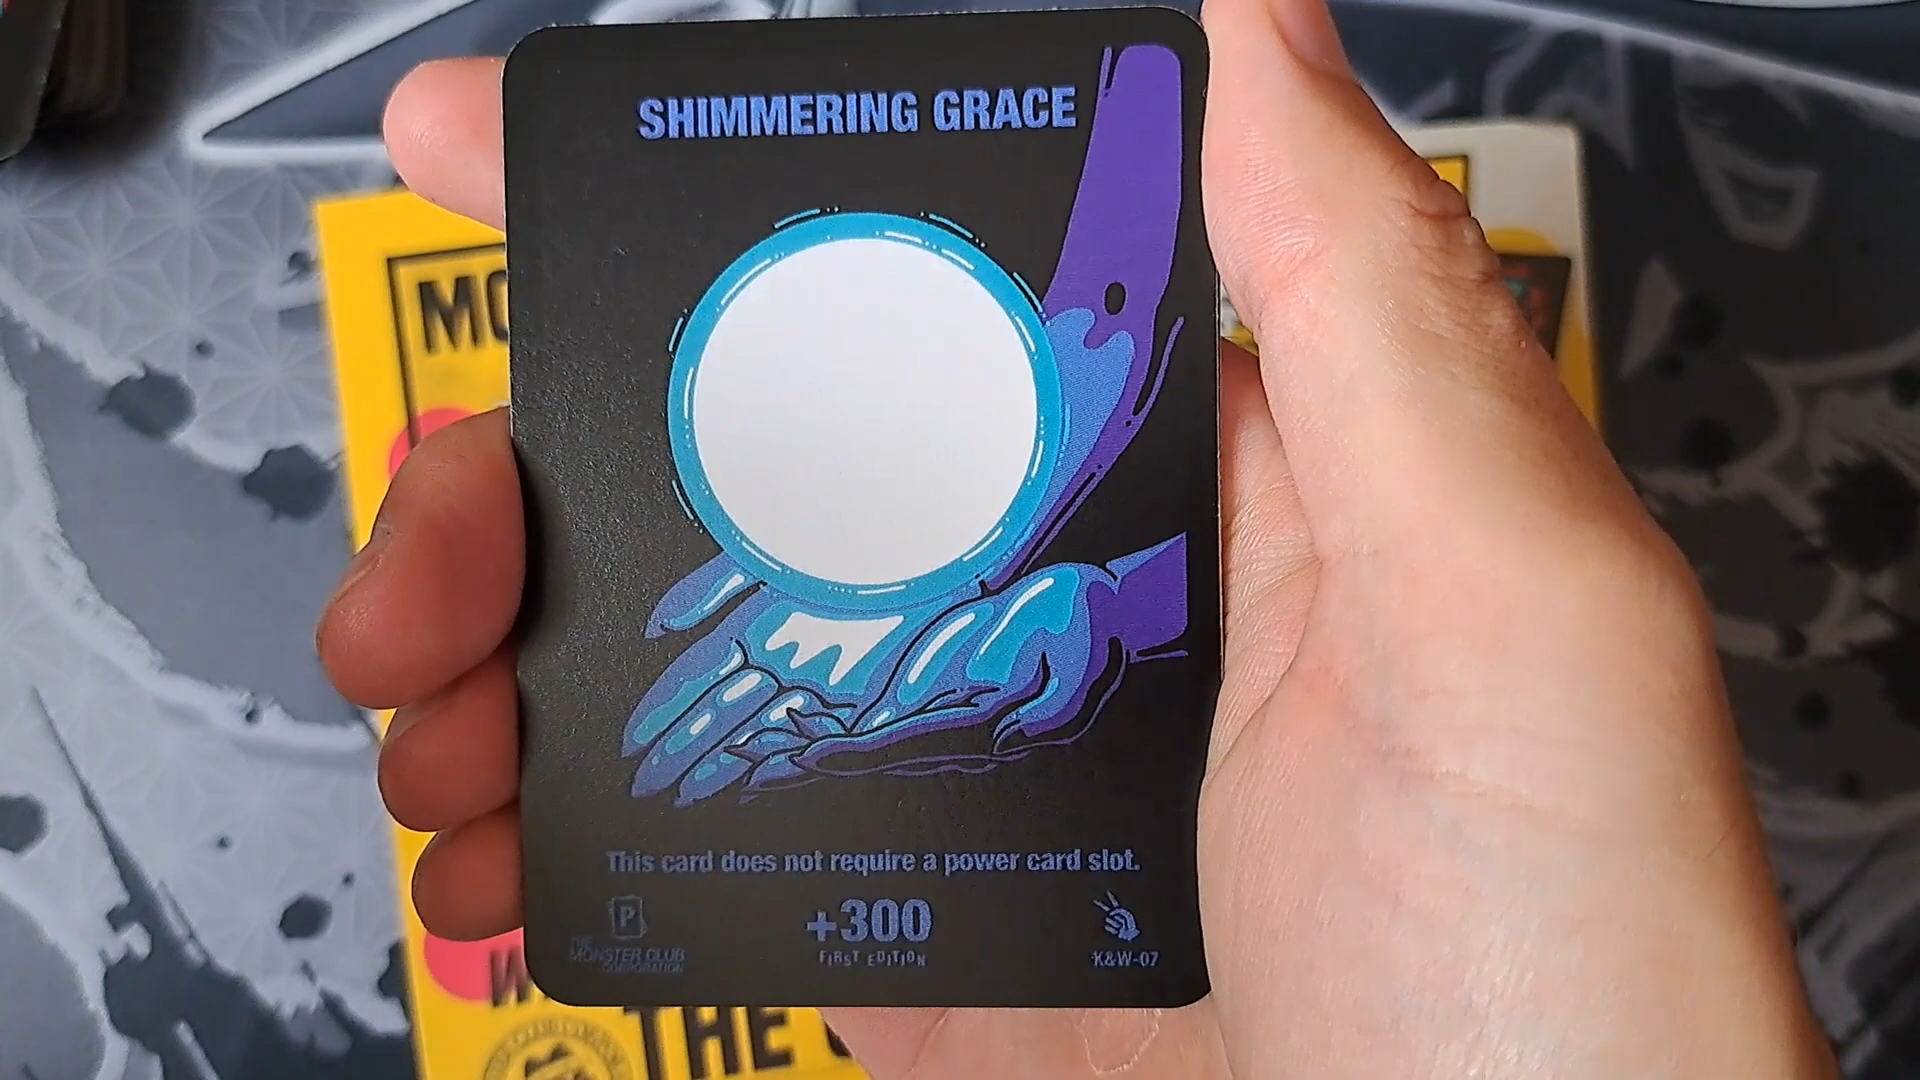 SHIMMERING GRACE
MO
This card does not require a power card slot.
P
+300
THE
MONSTER CLUB
CORPORATION
FIRST EDITION
K&W-07
W
THE